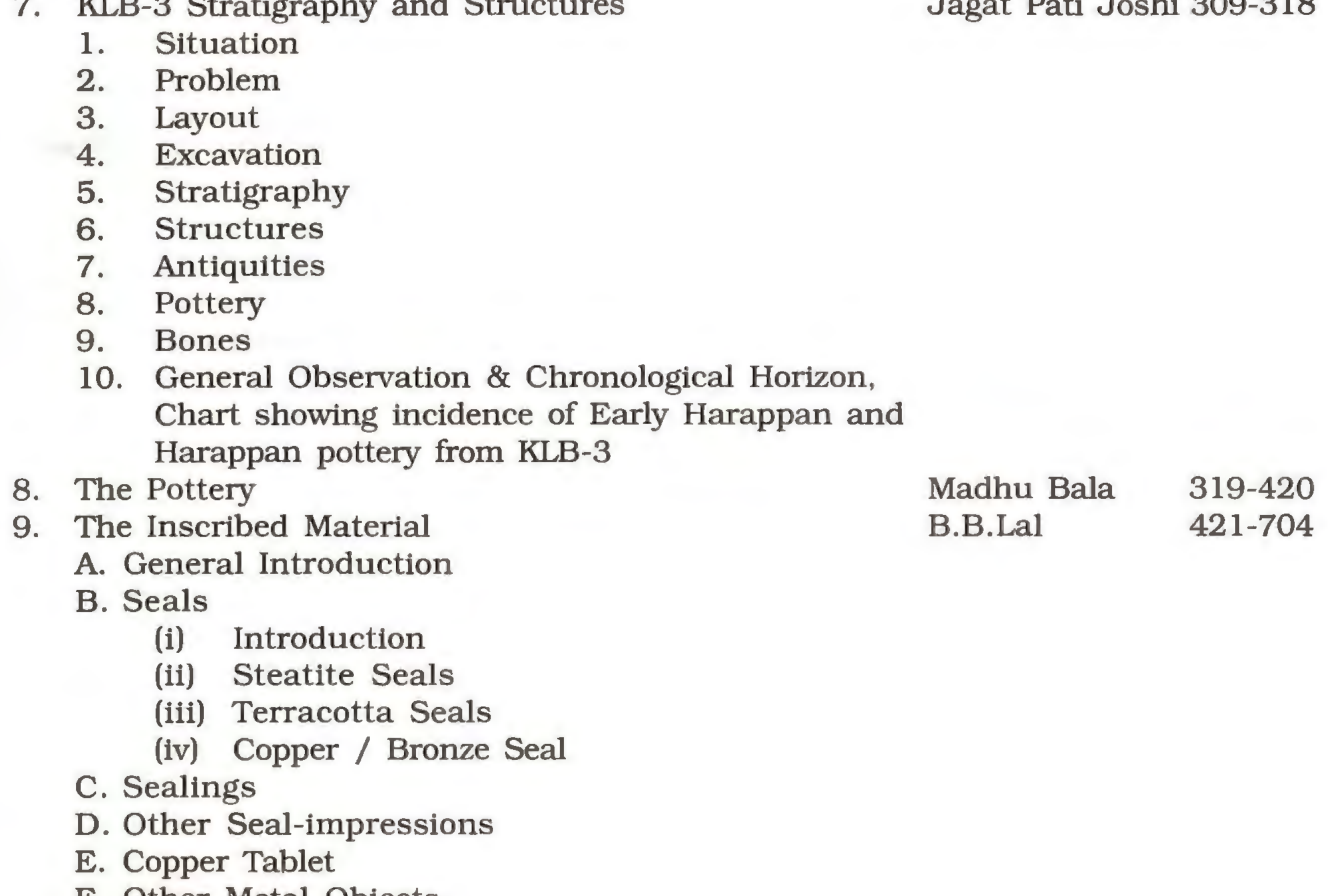 7. KLB-3 Stratigraphy and Structures Jagat Pati Joshi 309-318
1. Situation
2. Problem
3. Layout
4. Excavation
5. Stratigraphy
6. Structures
7. Antiquities
8. Pottery
9. Bones
10. General Observation & Chronological Horizon,
Chart showing incidence of Early Harappan and
Harappan pottery from KLB-3
8. The Pottery Madhu Bala 319-420
9. The Inscribed Material B.B.Lal 421-704
A. General Introduction
B. Seals
(i) Introduction
(ii) Steatite Seals
(iii) Terracotta Seals
(iv) Copper / Bronze Seal
C. Sealings
D. Other Seal-impressions
E. Copper Tablet
F. Other Metal Objects